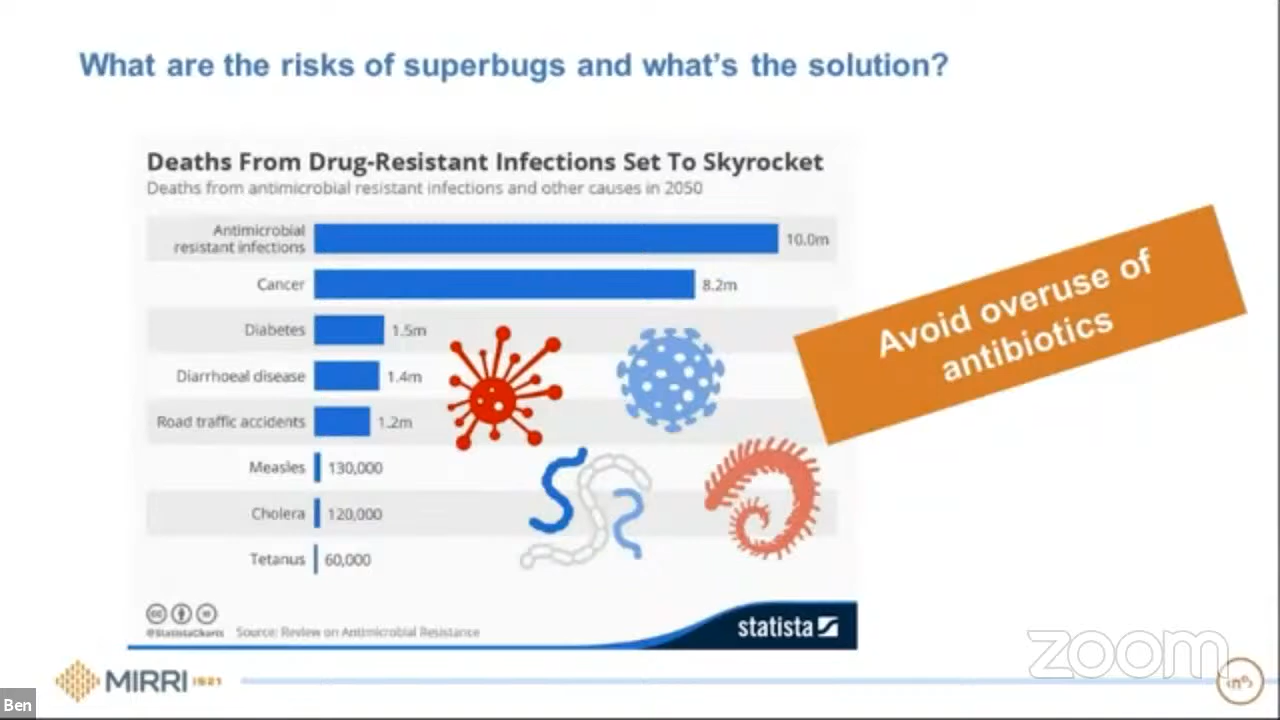 What are the risks of superbugs and what's the solution?
Deaths From Drug-Resistant Infections Set To Skyrocket
Deaths from antimicrobial resistant infections and other causes in 2050
Antimicrobial
resistant infections
10.0m
Cancer
8.2m
Diabetes
1.5m
Diarrhoeal disease
1.4m
Road traffic accidents
1.2m
Measles
130,000
Cholera
120,000
Tetanus
60,000
Avoid overuse of
antibiotics
@StatistaCharts Source: Review on Antimicrobial Resistance
statista
MIRRI IS21
zoom
Ben